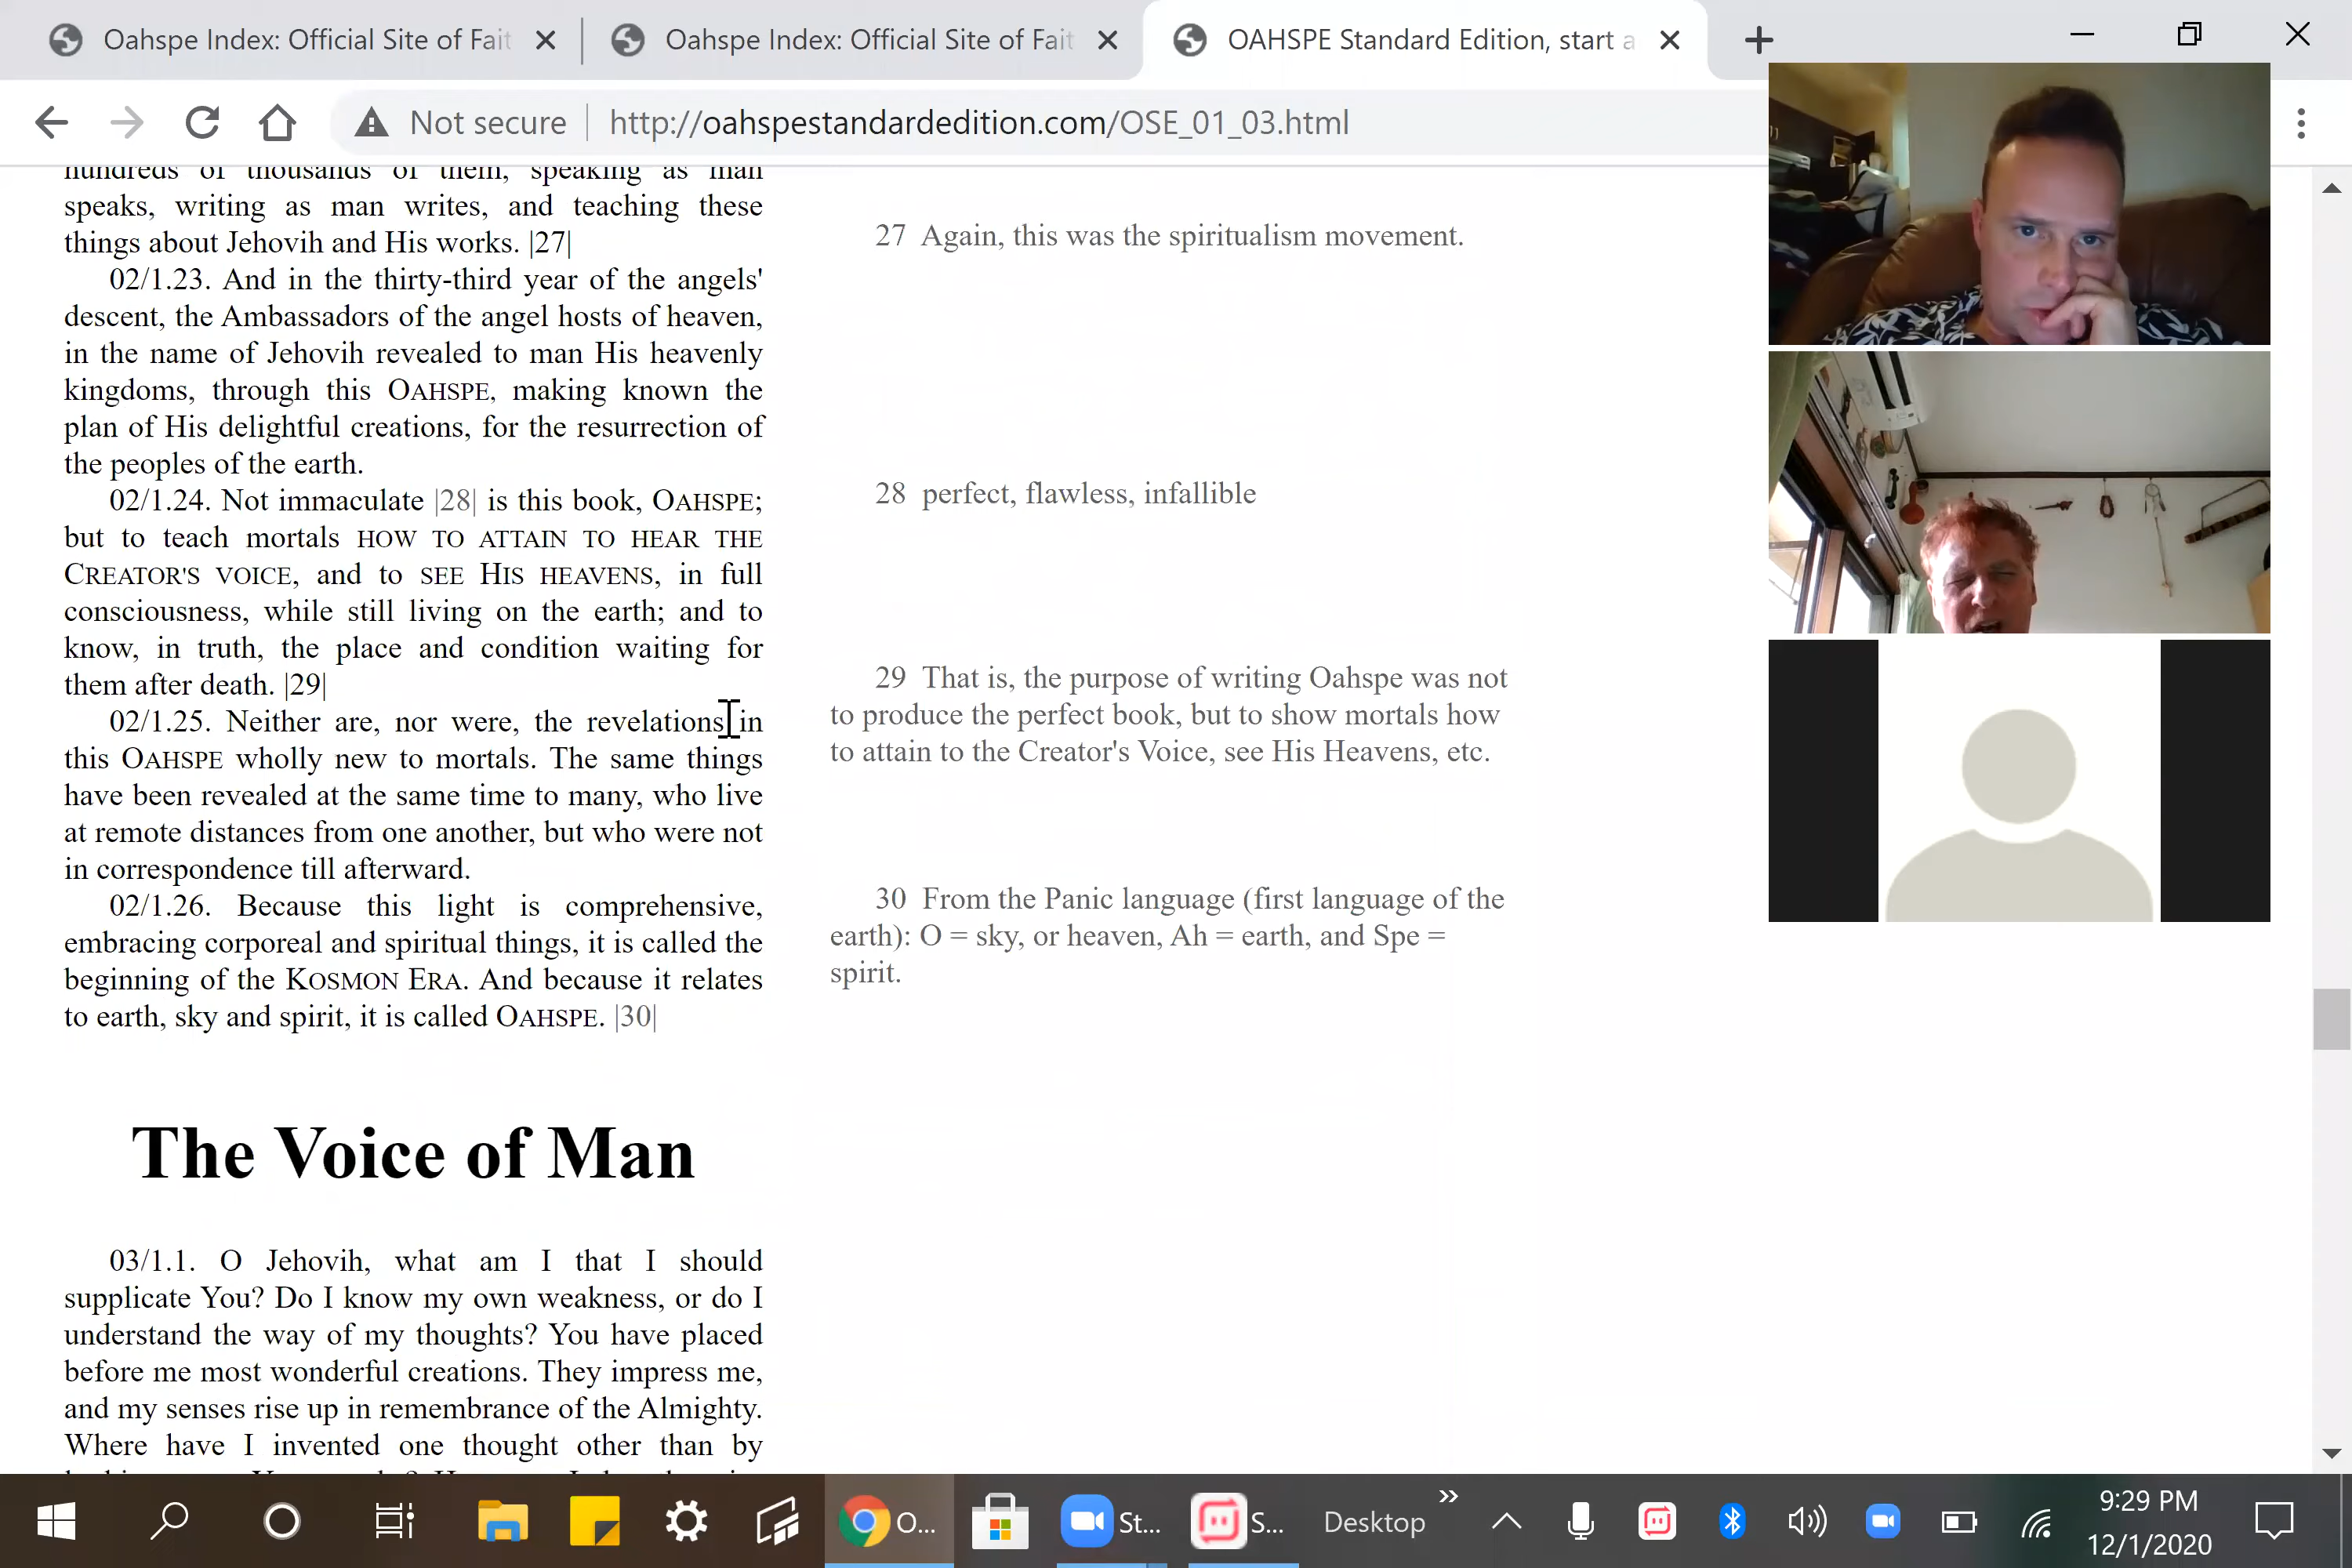 Oahspe Index: Official Site of Fait
Oahspe Index: Official Site of Fait
OAHSPE Standard Edition, start a
Not secure
http://oahspestandardedition.com/OSE_01_03.html
hundreds of thousands of them, speaking as man
speaks, writing as man writes, and teaching these
things about Jehovih and His works. |27|
02/1.23. And in the thirty-third year of the angels'
descent, the Ambassadors of the angel hosts of heaven,
in the name of Jehovih revealed to man His heavenly
kingdoms, through this OAHSPE, making known the
plan of His delightful creations, for the resurrection of
the peoples of the earth.
02/1.24. Not immaculate |28| is this book, OAHSPE;
but to teach mortals HOW TO ATTAIN TO HEAR THE
CREATOR'S VOICE, and to SEE HIS HEAVENS, in full
consciousness, while still living on the earth; and to
know, in truth, the place and condition waiting for
them after death. |29|
02/1.25. Neither are, nor were, the revelations in
this OAHSPE wholly new to mortals. The same things
have been revealed at the same time to many, who live
at remote distances from one another, but who were not
in correspondence till afterward.
02/1.26. Because this light is comprehensive,
embracing corporeal and spiritual things, it is called the
beginning of the KOSMON ERA. And because it relates
to earth, sky and spirit, it is called OAHSPE. |30|
27 Again, this was the spiritualism movement.
28 perfect, flawless, infallible
29 That is, the purpose of writing Oahspe was not
to produce the perfect book, but to show mortals how
to attain to the Creator's Voice, see His Heavens, etc.
30 From the Panic language (first language of the
earth): O = sky, or heaven, Ah = earth, and Spe =
spirit.
The Voice of Man
03/1.1. O Jehovih, what am I that I should
supplicate You? Do I know my own weakness, or do I
understand the way of my thoughts? You have placed
before me most wonderful creations. They impress me,
and my senses rise up in remembrance of the Almighty.
Where have I invented one thought other than by
O...
St...
S...
Desktop
9:29 PM
12/1/2020